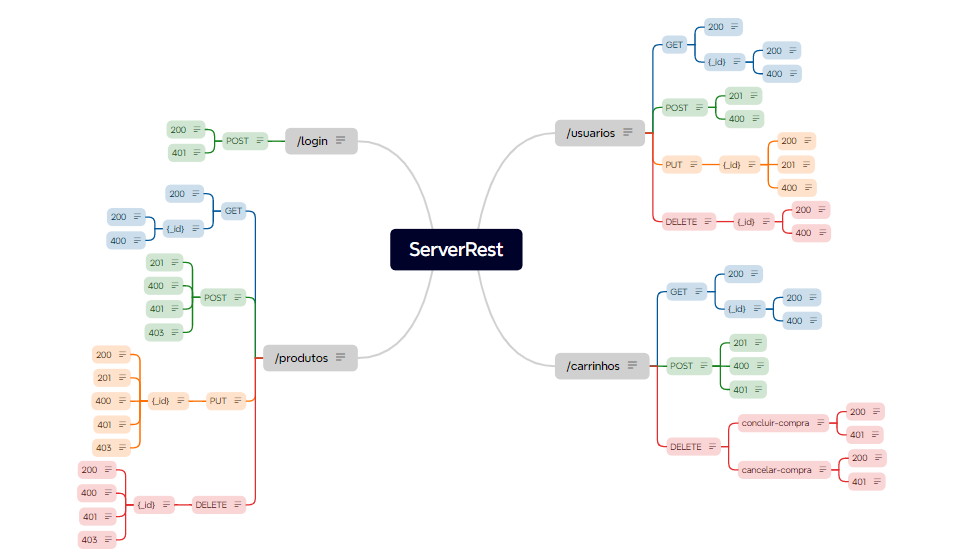 ServerRest
/login
POST
200
401
/produtos
GET
200
{_id}
200
400
POST
201
400
401
403
PUT
{_id}
200
201
400
401
403
DELETE
{_id}
200
400
401
403
/usuarios
GET
200
{_id}
200
400
POST
201
400
PUT
{_id}
200
201
400
DELETE
{_id}
200
400
/carrinhos
GET
200
{_id}
200
400
POST
201
400
401
DELETE
concluir-compra
200
401
cancelar-compra
200
401